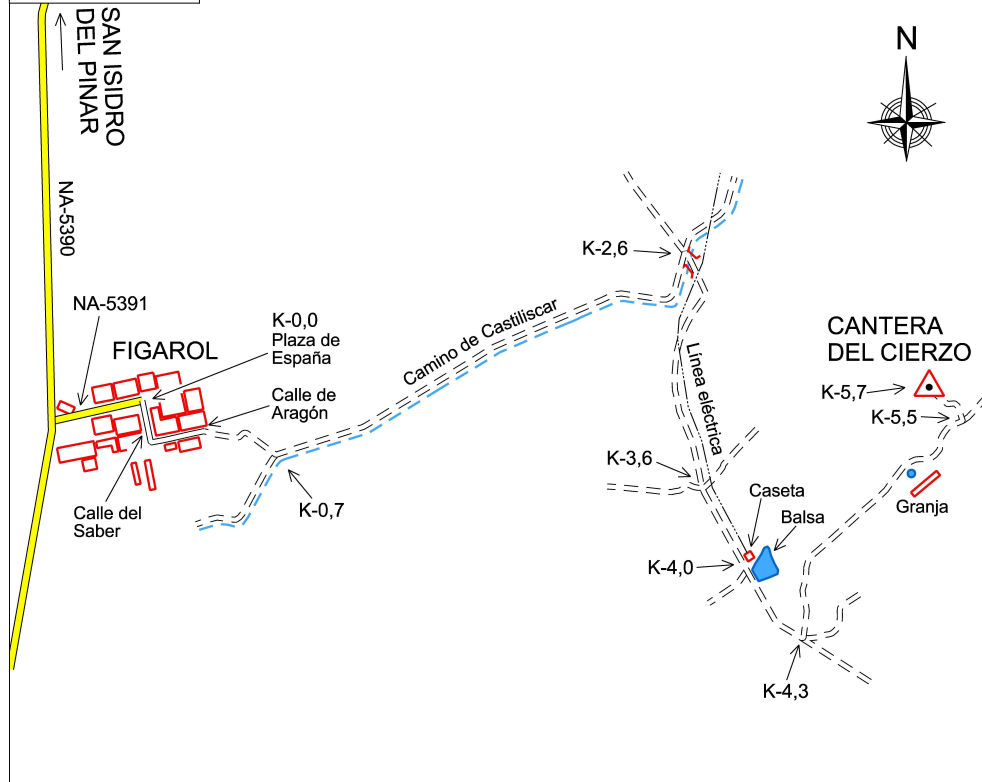 SAN ISIDRO
DEL PINAR
N
NA-5390
K-2,6
NA-5391
K-0,0
Plaza de
España
FIGAROL
Camino de Castiliscar
CANTERA
DEL CIERZO
Línea eléctrica
K-5,7
Calle de
Aragón
K-5,5
K-3,6
Caseta
Granja
K-0,7
Calle del
Saber
Balsa
K-4,0
K-4,3